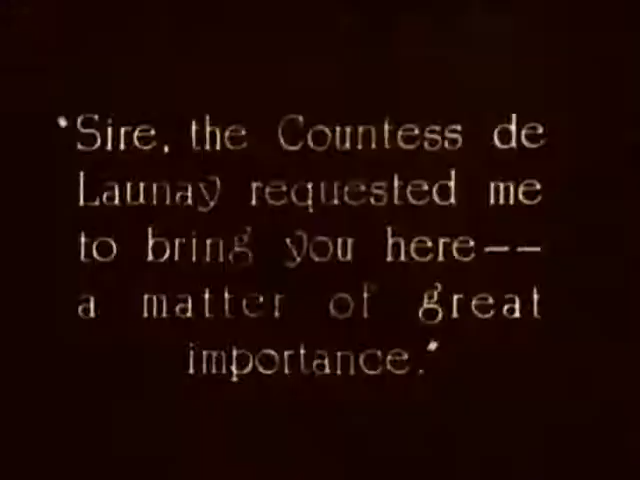 "Sire, the Countess de
Launay requested me
to bring you here--
a matter of great
importance."